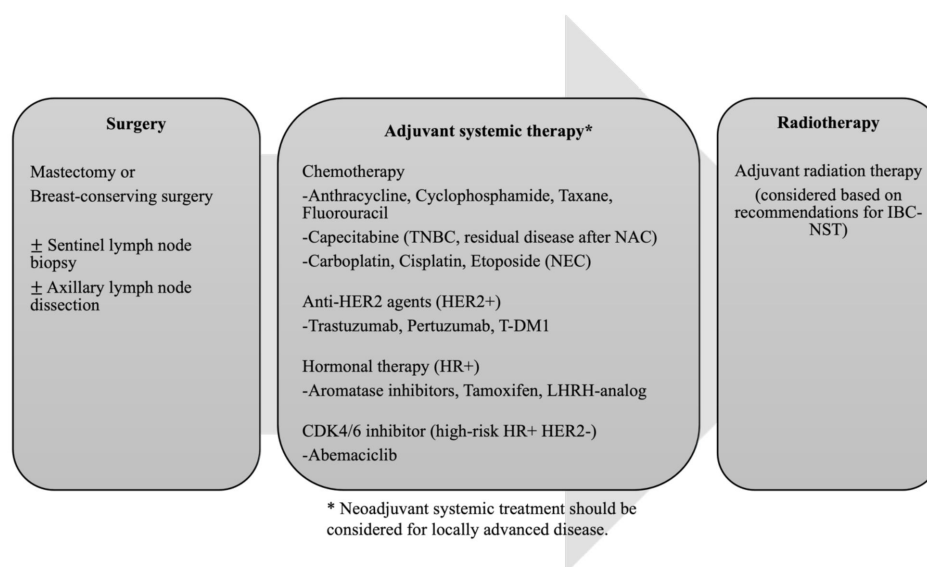 Surgery
Mastectomy or
Breast-conserving surgery
± Sentinel lymph node
biopsy
± Axillary lymph node
dissection
Adjuvant systemic therapy*
Chemotherapy
-Anthracycline, Cyclophosphamide, Taxane,
Fluorouracil
-Capecitabine (TNBC, residual disease after NAC)
-Carboplatin, Cisplatin, Etoposide (NEC)
Anti-HER2 agents (HER2+)
-Trastuzumab, Pertuzumab, T-DM1
Hormonal therapy (HR+)
-Aromatase inhibitors, Tamoxifen, LHRH-analog
CDK4/6 inhibitor (high-risk HR+ HER2-)
-Abemaciclib
Radiotherapy
Adjuvant radiation therapy
(considered based on
recommendations for IBC-
NST)
* Neoadjuvant systemic treatment should be
considered for locally advanced disease.